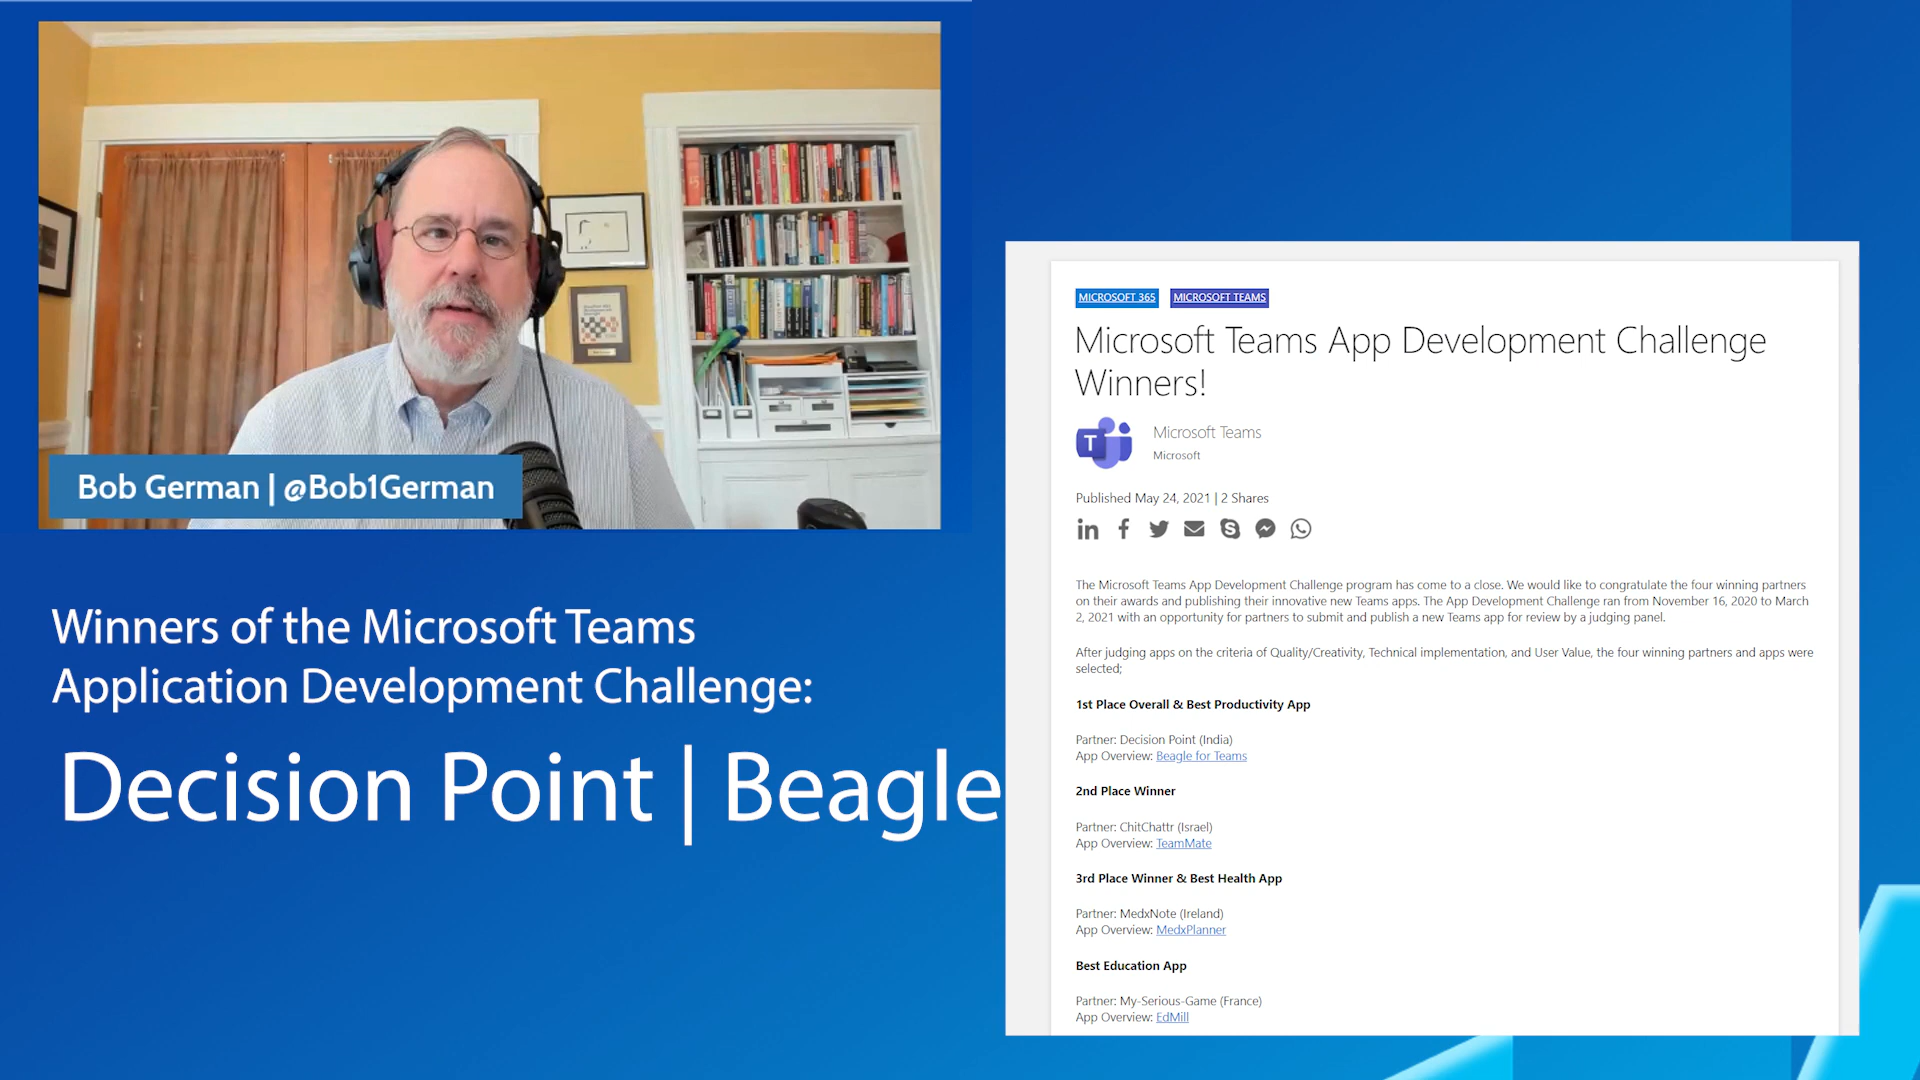 Bob German | @Bob1German
Winners of the Microsoft Teams
Application Development Challenge:
Decision Point | Beagle
MICROSOFT 365 MICROSOFT TEAMS
Microsoft Teams App Development Challenge
Winners!
T
Microsoft Teams
Microsoft
Published May 24, 2021 | 2 Shares
The Microsoft Teams App Development Challenge program has come to a close. We would like to congratulate the four winning partners
on their awards and publishing their innovative new Teams apps. The App Development Challenge ran from November 16, 2020 to March
2, 2021 with an opportunity for partners to submit and publish a new Teams app for review by a judging panel.
After judging apps on the criteria of Quality/Creativity, Technical implementation, and User Value, the four winning partners and apps were
selected;
1st Place Overall & Best Productivity App
Partner: Decision Point (India)
App Overview: Beagle for Teams
2nd Place Winner
Partner: ChitChattr (Israel)
App Overview: TeamMate
3rd Place Winner & Best Health App
Partner: MedxNote (Ireland)
App Overview: MedxPlanner
Best Education App
Partner: My-Serious-Game (France)
App Overview: EdMill